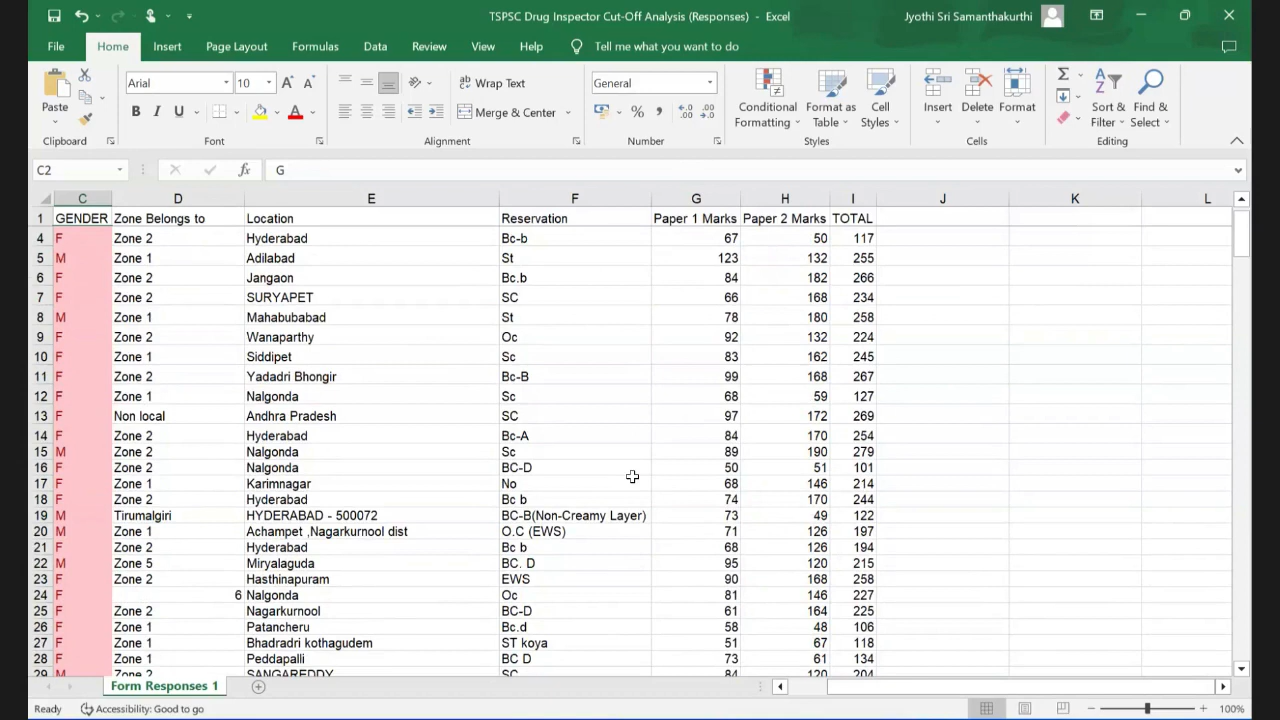 TSPSC Drug Inspector Cut-Off Analysis (Responses) - Excel
Jyothi Sri Samanthakurthi
File Home Insert Page Layout Formulas Data Review View Help Tell me what you want to do
Paste
Arial 10
B I U
Wrap Text
Merge & Center
General
Conditional Formatting
Format as Table
Cell Styles
Insert Delete Format
Sort & Filter
Find & Select
Clipboard Font Alignment Number Styles Cells Editing
C2 fx G
C D E F G H I J K L
1 GENDER Zone Belongs to Location Reservation Paper 1 Marks Paper 2 Marks TOTAL
4 F Zone 2 Hyderabad Bc-b 67 50 117
5 M Zone 1 Adilabad St 123 132 255
6 F Zone 2 Jangaon Bc.b 84 182 266
7 F Zone 2 SURYAPET SC 66 168 234
8 M Zone 1 Mahabubabad St 78 180 258
9 F Zone 2 Wanaparthy Oc 92 132 224
10 F Zone 1 Siddipet Sc 83 162 245
11 F Zone 2 Yadadri Bhongir Bc-B 99 168 267
12 F Zone 1 Nalgonda Sc 68 59 127
13 F Non local Andhra Pradesh SC 97 172 269
14 F Zone 2 Hyderabad Bc-A 84 170 254
15 M Zone 2 Nalgonda Sc 89 190 279
16 F Zone 2 Nalgonda BC-D 50 51 101
17 F Zone 1 Karimnagar No 68 146 214
18 F Zone 2 Hyderabad Bc b 74 170 244
19 M Tirumalgiri HYDERABAD - 500072 BC-B(Non-Creamy Layer) 73 49 122
20 M Zone 1 Achampet ,Nagarkurnool dist O.C (EWS) 71 126 197
21 F Zone 2 Hyderabad Bc b 68 126 194
22 M Zone 5 Miryalaguda BC. D 95 120 215
23 F Zone 2 Hasthinapuram EWS 90 168 258
24 F 6 Nalgonda Oc 81 146 227
25 F Zone 2 Nagarkurnool BC-D 61 164 225
26 F Zone 1 Patancheru Bc.d 58 48 106
27 F Zone 1 Bhadradri kothagudem ST koya 51 67 118
28 F Zone 1 Peddapalli BC D 73 61 134
29 M Zone 2 SANGAREDDY SC 84 120 204
Form Responses 1
Ready Accessibility: Good to go 100%